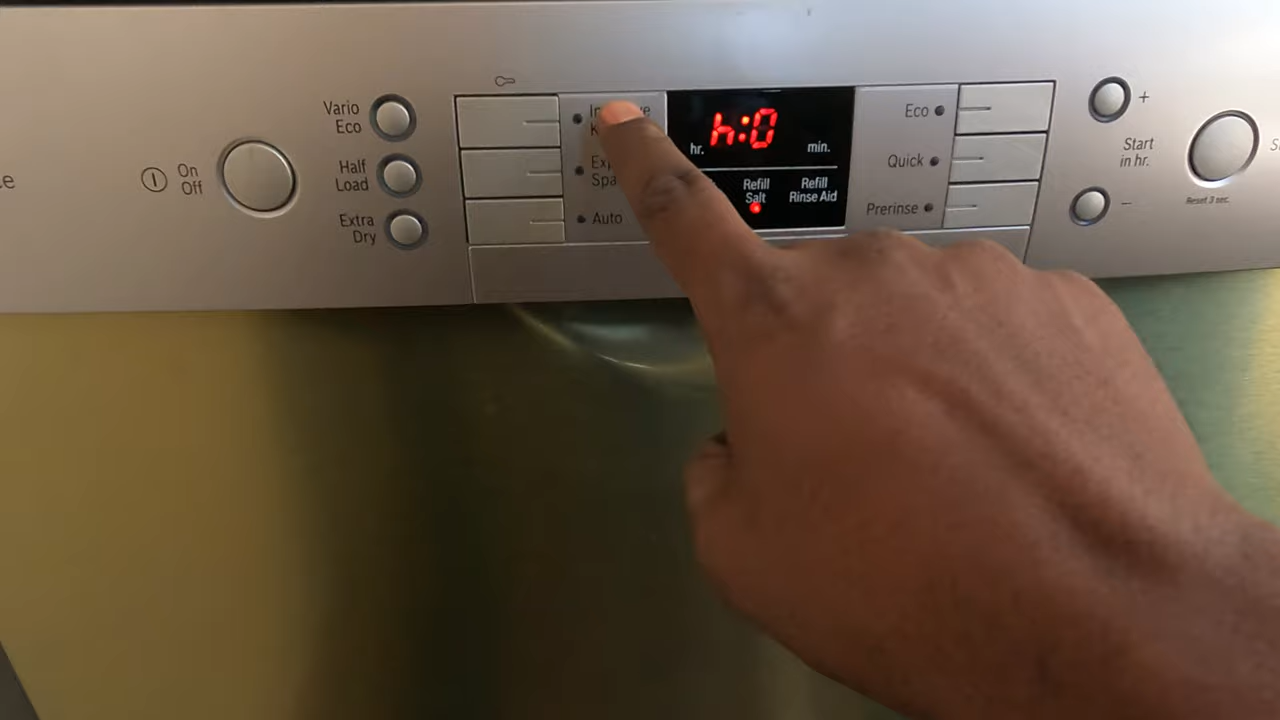 Vario
Eco
On
Off
Half
Load
Extra
Dry
Auto
h:0
hr.
min.
Refill
Salt
Refill
Rinse Aid
Eco
Quick
Prerinse
+
Start
in hr.
-
Reset 3 sec.